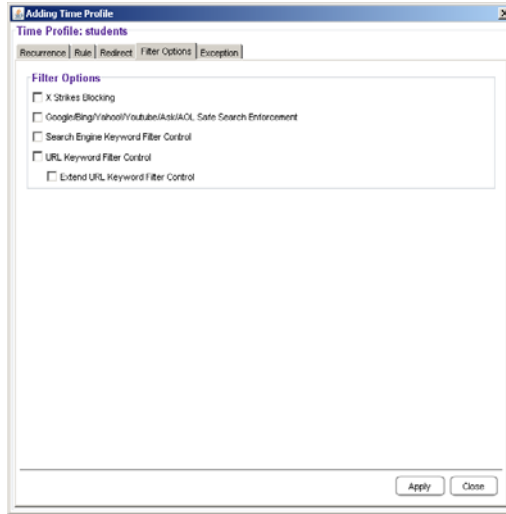 Adding Time Profile
Time Profile: students
Recurrence Rule Redirect Filter Options Exception
Filter Options
X Strikes Blocking
Google/Bing/Yahoo!/Youtube/Ask/AOL Safe Search Enforcement
Search Engine Keyword Filter Control
URL Keyword Filter Control
Extend URL Keyword Filter Control
Apply Close